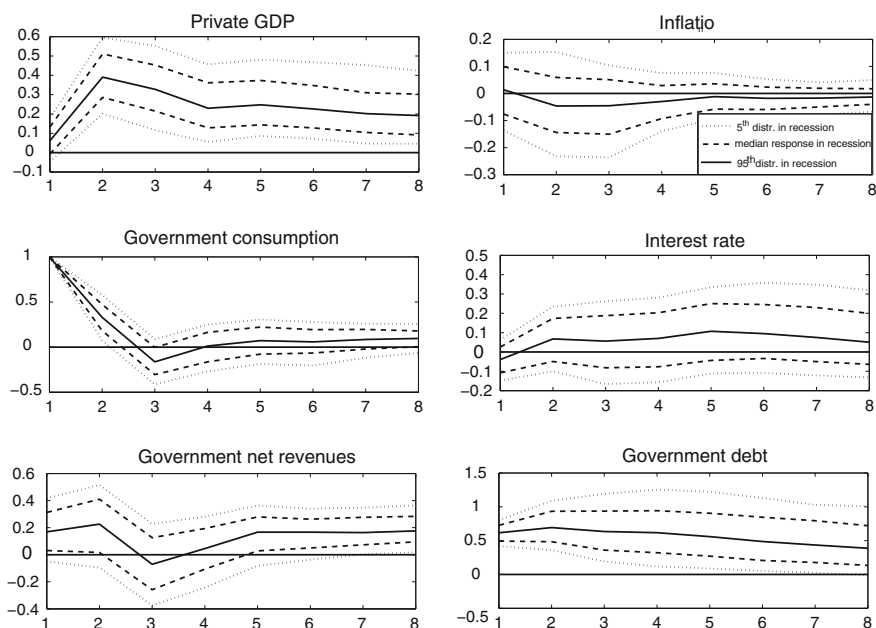 Private GDP
0.6
0.5
0.4
0.3
0.2
0.1
0
−0.1
1 2 3 4 5 6 7 8
Inflatio
0.2
0.1
0
−0.1
−0.2
−0.3
1 2 3 4 5 6 7 8
5th distr. in recession
median response in recession
95th distr. in recession
Government consumption
1
0.5
0
−0.5
1 2 3 4 5 6 7 8
Interest rate
0.5
0.4
0.3
0.2
0.1
0
−0.1
−0.2
1 2 3 4 5 6 7 8
Government net revenues
0.6
0.4
0.2
0
−0.2
−0.4
1 2 3 4 5 6 7 8
Government debt
1.5
1
0.5
0
−0.5
1 2 3 4 5 6 7 8